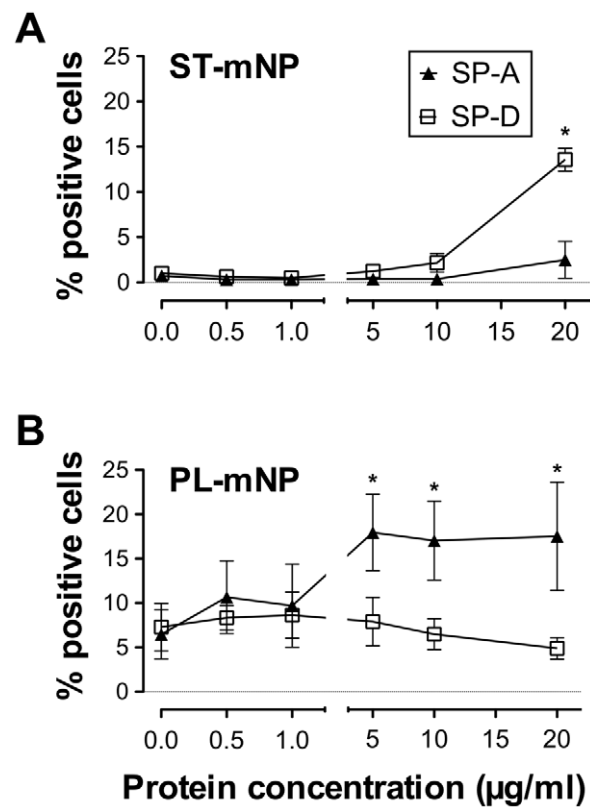 A
ST-mNP
SP-A
SP-D
% positive cells
25
20
15
10
5
0
*
0.0 0.5 1.0 5 10 15 20
B
PL-mNP
% positive cells
25
20
15
10
5
0
* * *
0.0 0.5 1.0 5 10 15 20
Protein concentration (µg/ml)